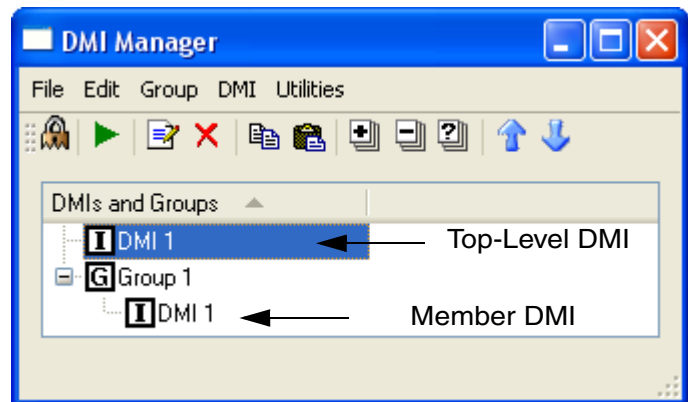 DMI Manager
File Edit Group DMI Utilities
DMIs and Groups
I DMI 1 Top-Level DMI
G Group 1
I DMI 1 Member DMI